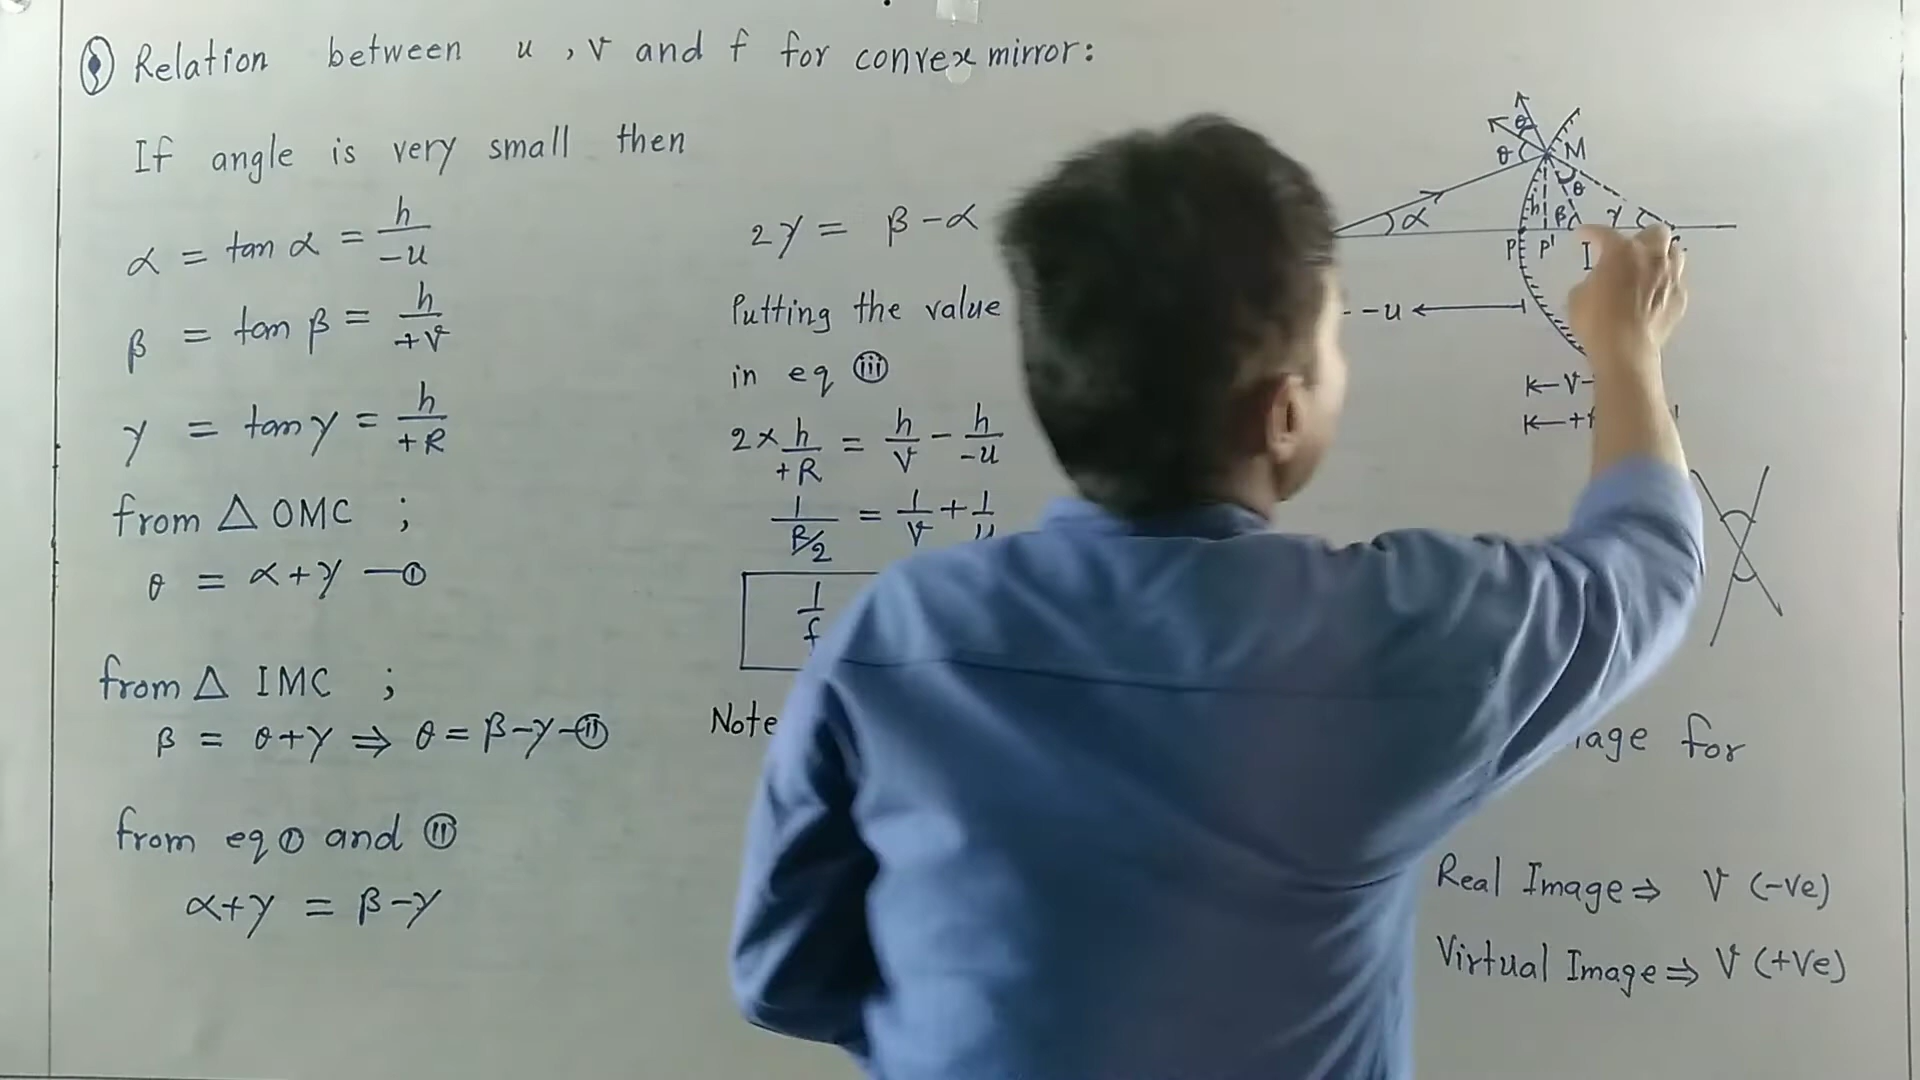 Relation between u , v and f for convex mirror:
If angle is very small then
α = tan α = h/-u
β = tan β = h/+v
γ = tan γ = h/+R
from △ OMC ;
θ = α+γ —①
from △ IMC ;
β = θ+γ ⇒ θ = β-γ -⑪
from eq ① and ⑪
α+γ = β-γ
2γ = β-α
Putting the value
in eq ⑪i
2× h/+R = h/v - h/-u
1/R/2 = 1/v + 1/u
1/f
Note
age for
Real Image ⇒ V (-ve)
Virtual Image ⇒ V (+ve)
θ
θ M
θ
α h β γ
P P' I
-u
V
+f